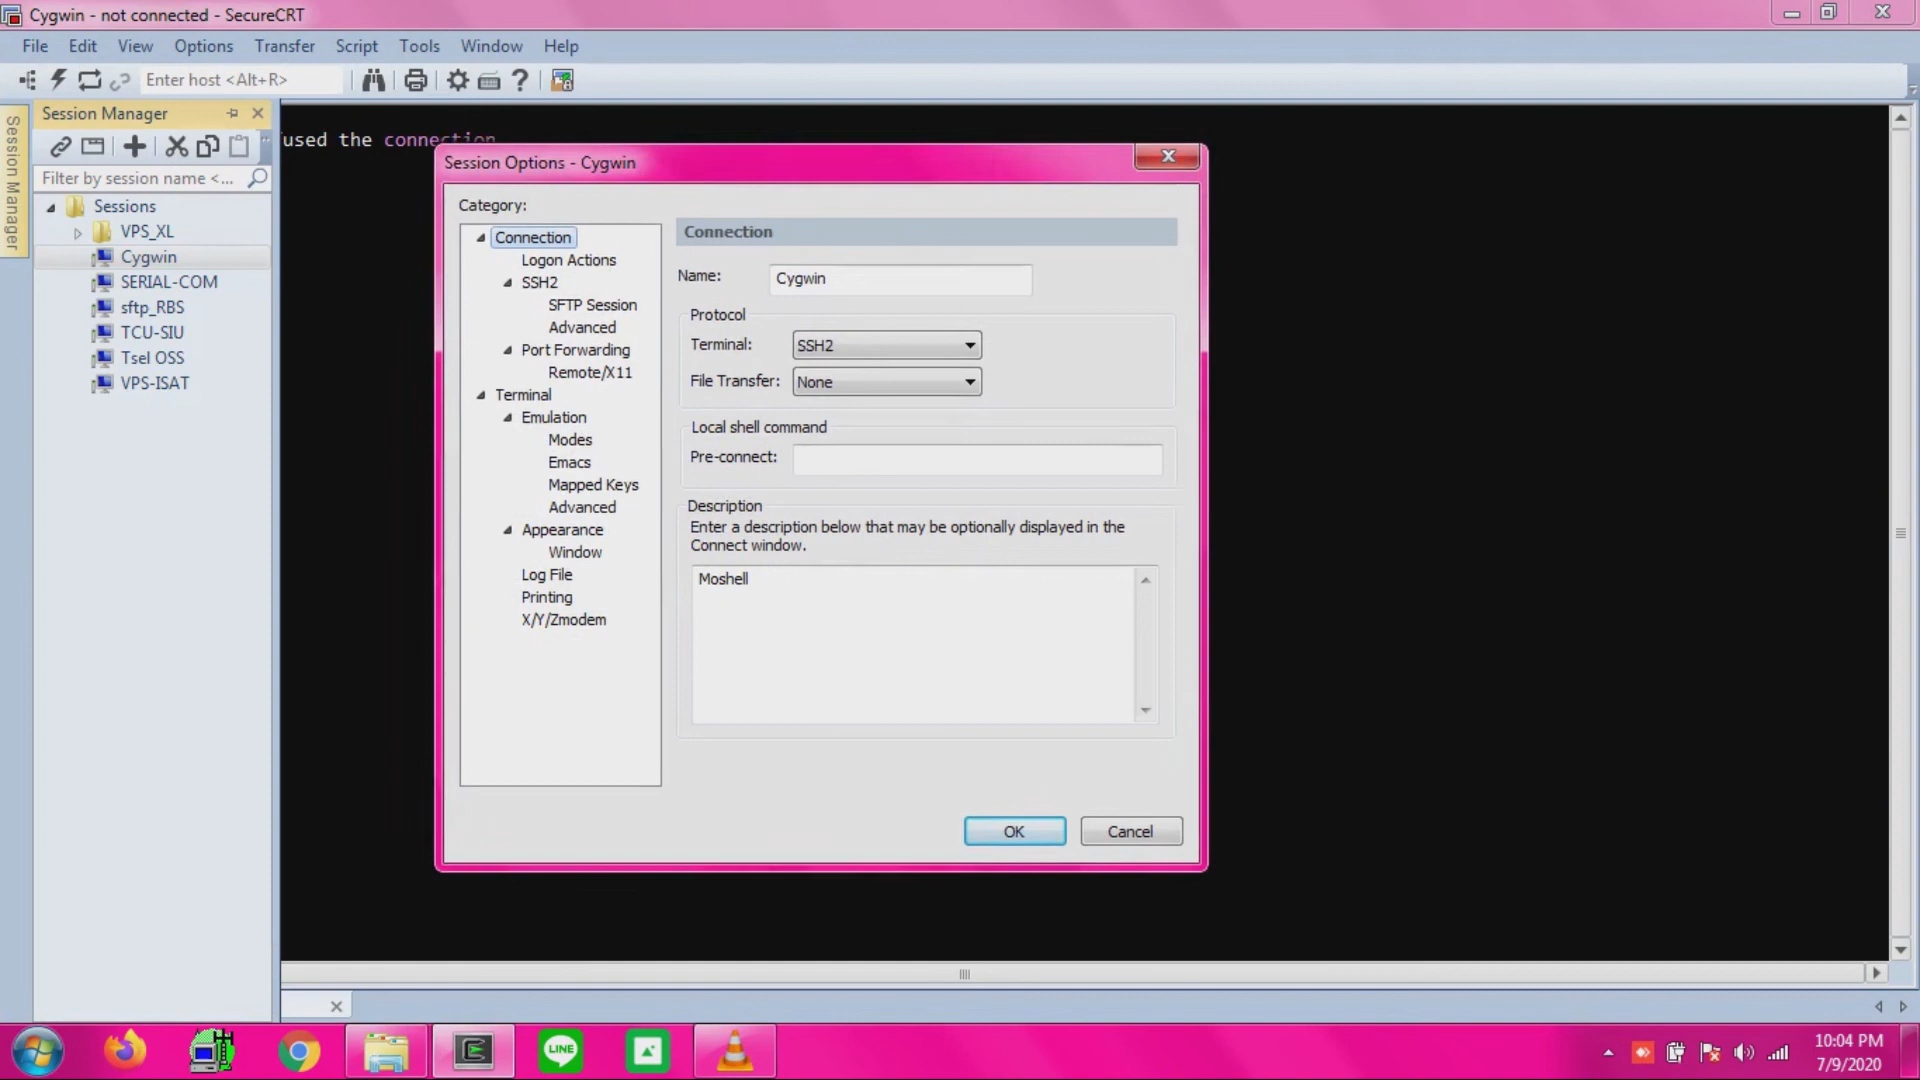 Cygwin - not connected - SecureCRT
File Edit View Options Transfer Script Tools Window Help
Enter host <Alt+R>
Session Manager
Session Manager
Filter by session name <...
Sessions
VPS_XL
Cygwin
SERIAL-COM
sftp_RBS
TCU-SIU
Tsel OSS
VPS-ISAT
used the connection
Session Options - Cygwin
Category:
Connection
Logon Actions
SSH2
SFTP Session
Advanced
Port Forwarding
Remote/X11
Terminal
Emulation
Modes
Emacs
Mapped Keys
Advanced
Appearance
Window
Log File
Printing
X/Y/Zmodem
Connection
Name: Cygwin
Protocol
Terminal: SSH2
File Transfer: None
Local shell command
Pre-connect:
Description
Enter a description below that may be optionally displayed in the
Connect window.
Moshell
OK Cancel
LINE
10:04 PM
7/9/2020